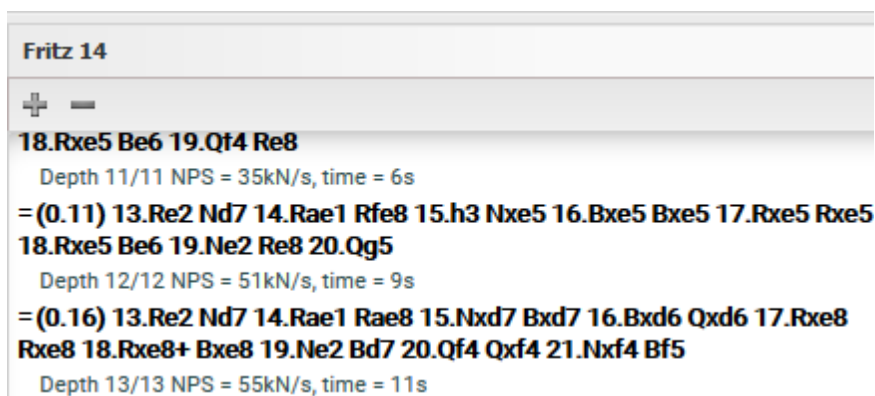 Fritz 14
18.Rxe5 Be6 19.Qf4 Re8
Depth 11/11 NPS = 35kN/s, time = 6s
= (0.11) 13.Re2 Nd7 14.Rae1 Rfe8 15.h3 Nxe5 16.Bxe5 Bxe5 17.Rxe5 Rxe5
18.Rxe5 Be6 19.Ne2 Re8 20.Qg5
Depth 12/12 NPS = 51kN/s, time = 9s
= (0.16) 13.Re2 Nd7 14.Rae1 Rae8 15.Nxd7 Bxd7 16.Bxd6 Qxd6 17.Rxe8
Rxe8 18.Rxe8+ Bxe8 19.Ne2 Bd7 20.Qf4 Qxf4 21.Nxf4 Bf5
Depth 13/13 NPS = 55kN/s, time = 11s